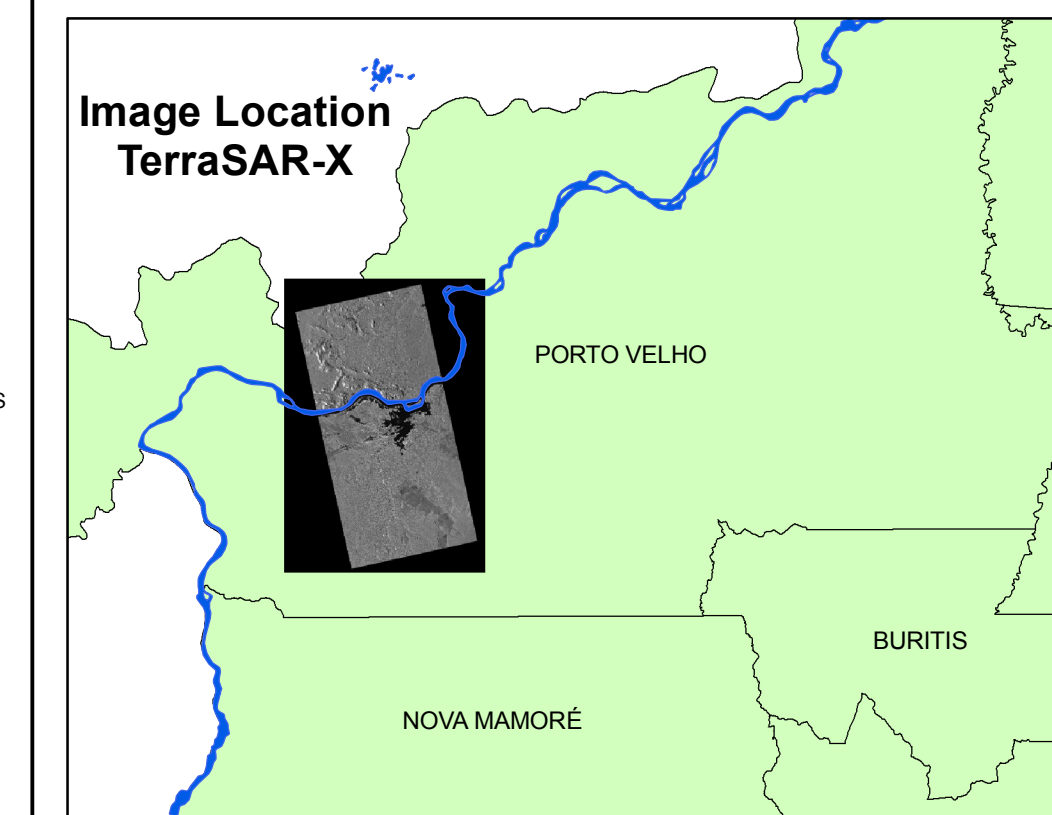 Image Location
TerraSAR-X
PORTO VELHO
S
BURITIS
NOVA MAMORÉ